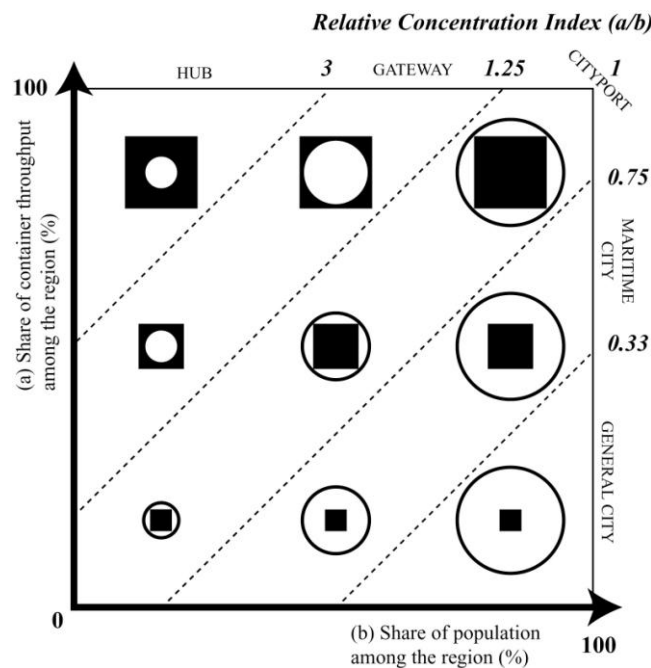 Relative Concentration Index (a/b)
HUB 3 GATEWAY 1.25 CITYPORT 1
100
0.75
MARITIME
CITY
(a) Share of container throughput
among the region (%)
0.33
GENERAL CITY
0
(b) Share of population
among the region (%)
100